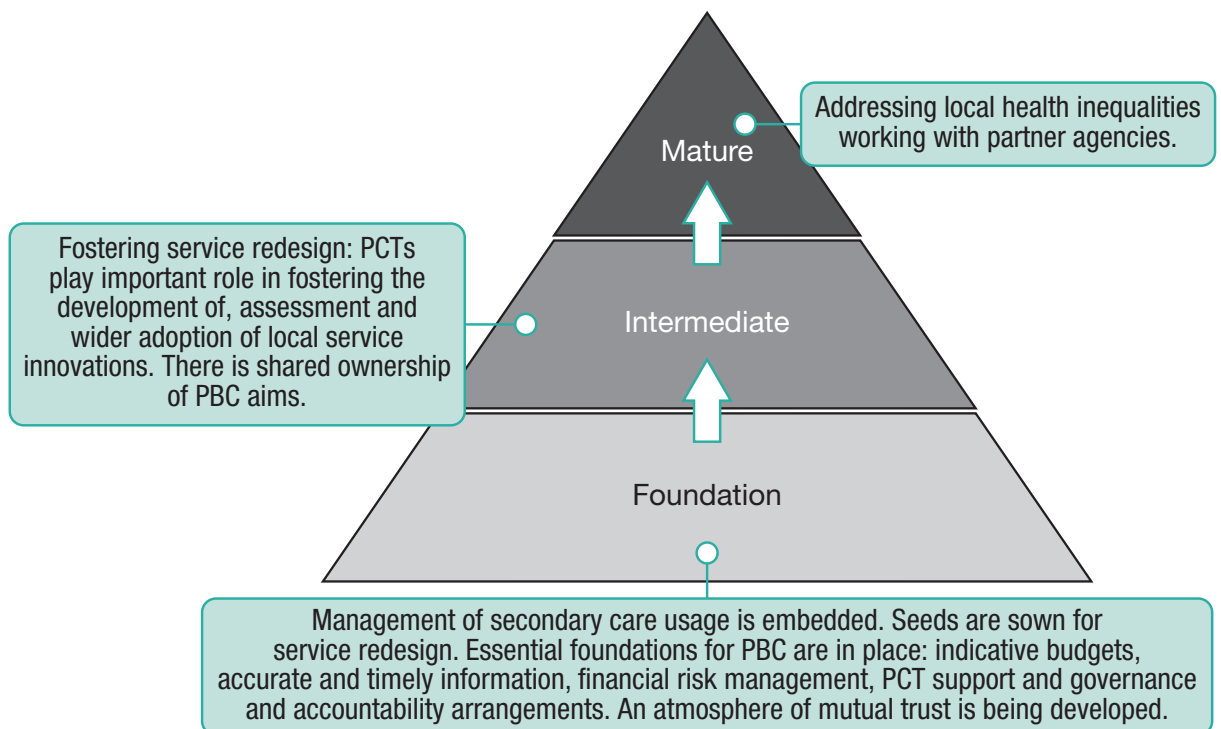 Mature
Addressing local health inequalities
working with partner agencies.
Fostering service redesign: PCTs
play important role in fostering the
development of, assessment and
wider adoption of local service
innovations. There is shared ownership
of PBC aims.
Intermediate
Foundation
Management of secondary care usage is embedded. Seeds are sown for
service redesign. Essential foundations for PBC are in place: indicative budgets,
accurate and timely information, financial risk management, PCT support and governance
and accountability arrangements. An atmosphere of mutual trust is being developed.